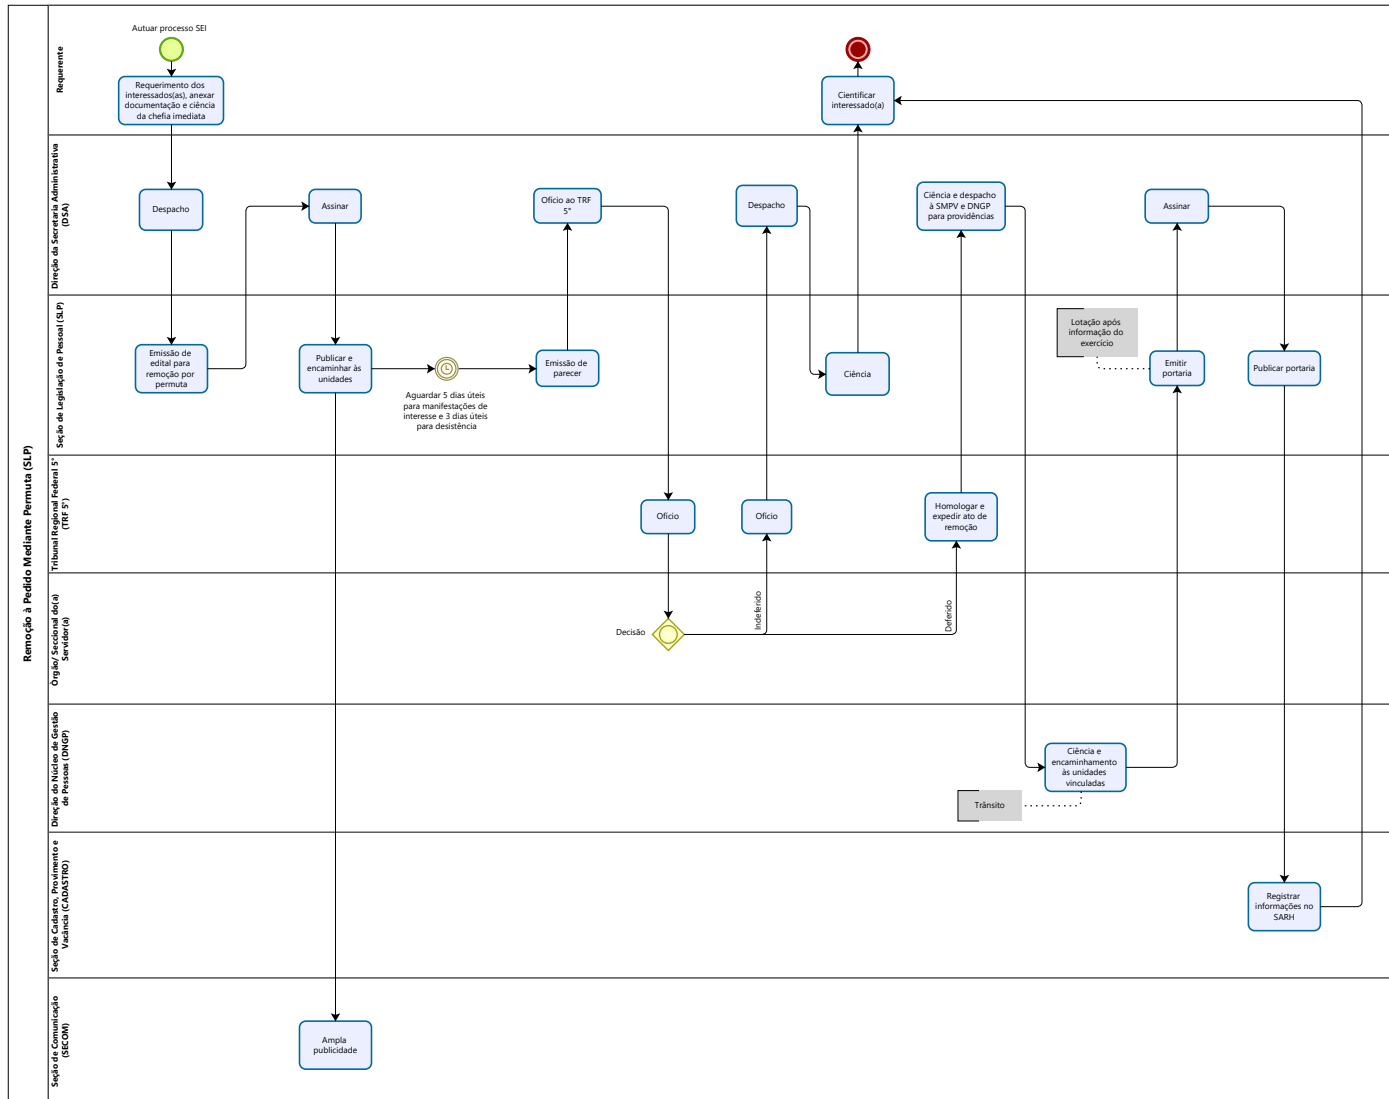 Remoção à Pedido Mediante Permuta (SLP)
Requerente
Autuar processo SEI
Requerimento dos
interessados(as), anexar
documentação e ciência
da chefia imediata
Cientificar
interessado(a)
Direção da Secretaria Administrativa
(DSA)
Despacho
Assinar
Ofício ao TRF
5ª
Despacho
Ciência e despacho
à SMPV e DNGP
para providências
Assinar
Seção de Legislação de Pessoal (SLP)
Emissão de
edital para
remoção por
permuta
Publicar e
encaminhar às
unidades
Aguardar 5 dias úteis
para manifestações de
interesse e 3 dias úteis
para desistência
Emissão de
parecer
Ciência
Lotação após
informação do
exercício
Emitir
portaria
Publicar portaria
Tribunal Regional Federal 5ª
(TRF 5ª)
Ofício
Ofício
Homologar e
expedir ato de
remoção
Órgão/ Seccional do(a)
Servidor(a)
Decisão
Indeferido
Deferido
Direção do Núcleo de Gestão
de Pessoas (DNGP)
Ciência e
encaminhamento
às unidades
vinculadas
Trânsito
Seção de Cadastro, Provimento e
Vacância (CADASTRO)
Registrar
informações no
SARH
Seção de Comunicação
(SECOM)
Ampla
publicidade